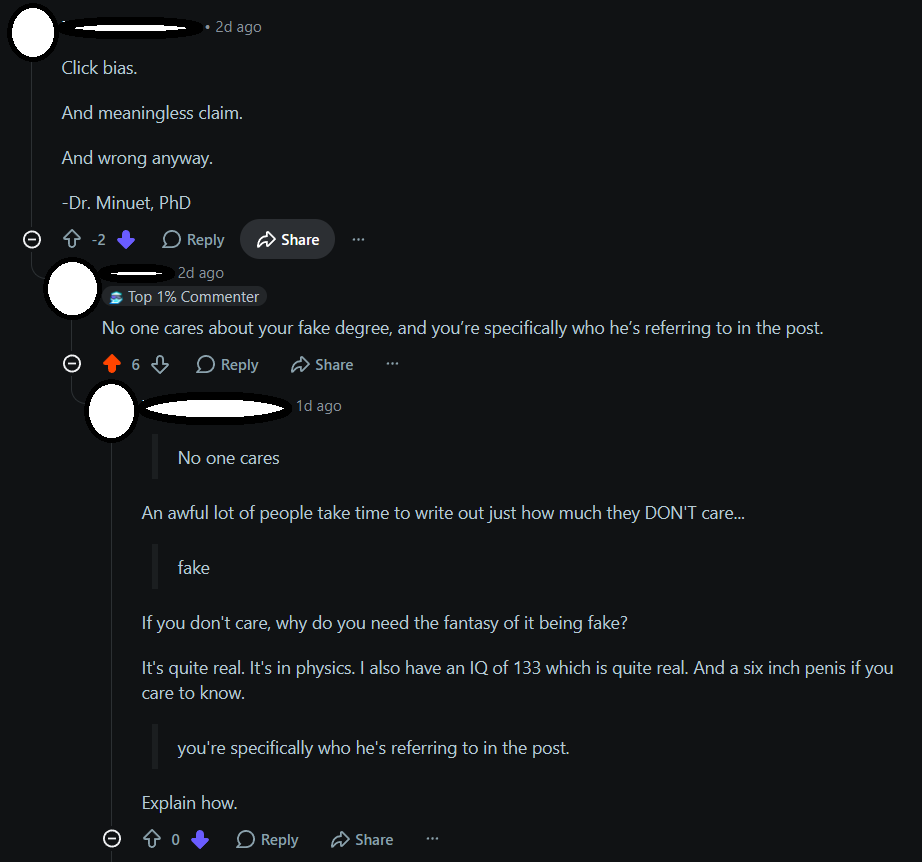 • 2d ago
Click bias.
And meaningless claim.
And wrong anyway.
-Dr. Minuet, PhD
-2 Reply Share ...
2d ago
Top 1% Commenter
No one cares about your fake degree, and you’re specifically who he’s referring to in the post.
6 Reply Share ...
1d ago
No one cares
An awful lot of people take time to write out just how much they DON'T care...
fake
If you don't care, why do you need the fantasy of it being fake?
It's quite real. It's in physics. I also have an IQ of 133 which is quite real. And a six inch penis if you
care to know.
you're specifically who he's referring to in the post.
Explain how.
0 Reply Share ...